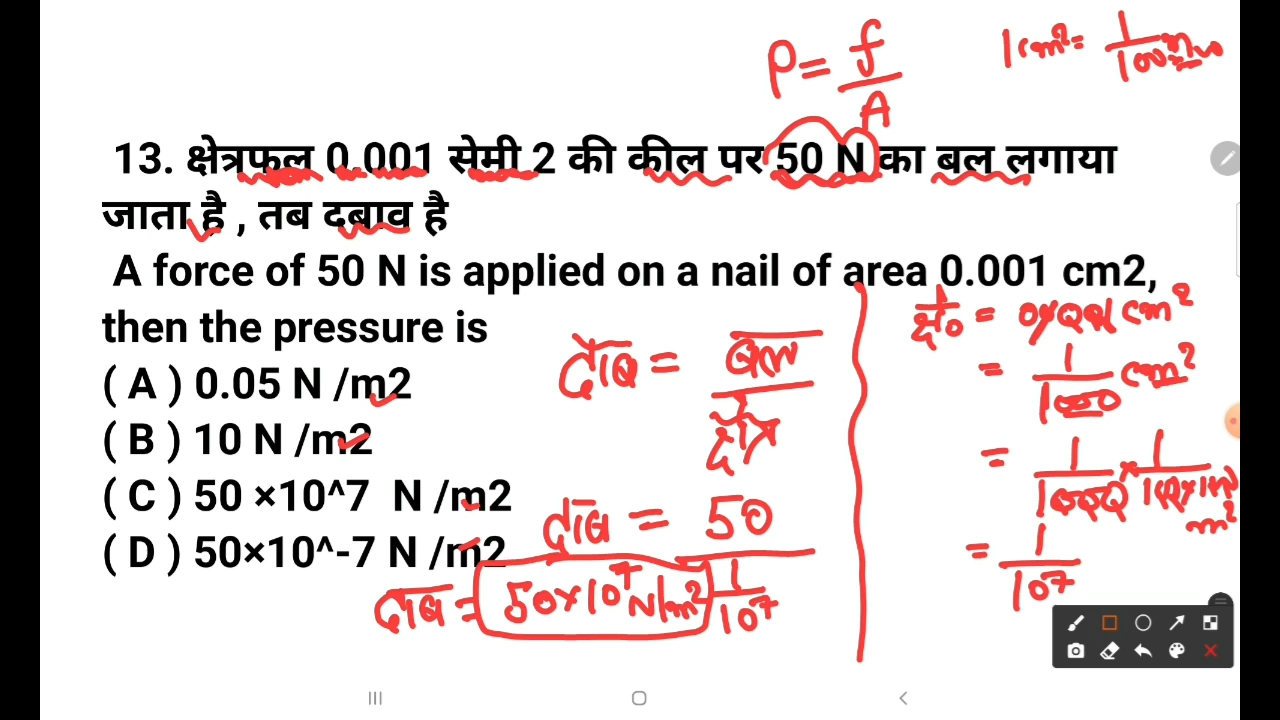 P = f/A
1 cm² =
13. क्षेत्रफल 0.001 सेमी 2 की कील पर 50 N का बल लगाया
जाता है , तब दबाव है
A force of 50 N is applied on a nail of area 0.001 cm2,
then the pressure is
( A ) 0.05 N /m2
( B ) 10 N /m2
( C ) 50 ×10^7 N /m2
( D ) 50×10^-7 N /m2
दाब = बल
दाब = 50 / 1/10⁷
दाब = 50×10⁷ N/m²
क्षे० = 0.001 cm²
= 1/1000 cm²
= 1/1000 × 1/100×100 m²
= 1/10⁷